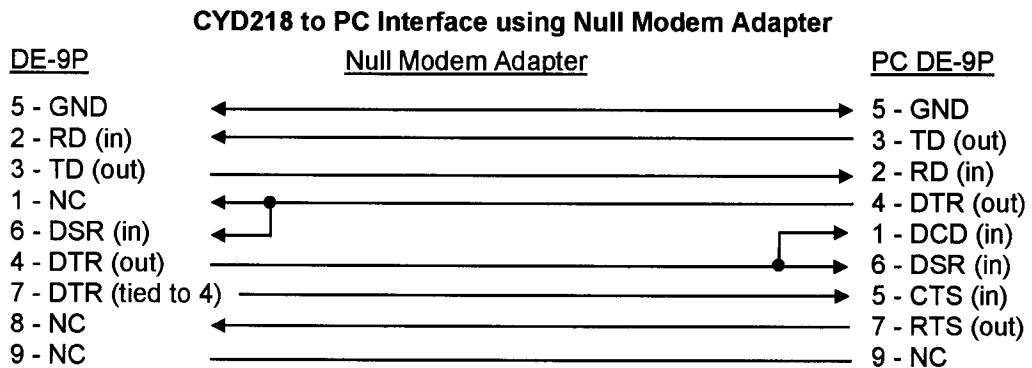 CYD218 to PC Interface using Null Modem Adapter
DE-9P Null Modem Adapter PC DE-9P
5 - GND 5 - GND
2 - RD (in) 3 - TD (out)
3 - TD (out) 2 - RD (in)
1 - NC 4 - DTR (out)
6 - DSR (in) 1 - DCD (in)
4 - DTR (out) 6 - DSR (in)
7 - DTR (tied to 4) 5 - CTS (in)
8 - NC 7 - RTS (out)
9 - NC 9 - NC